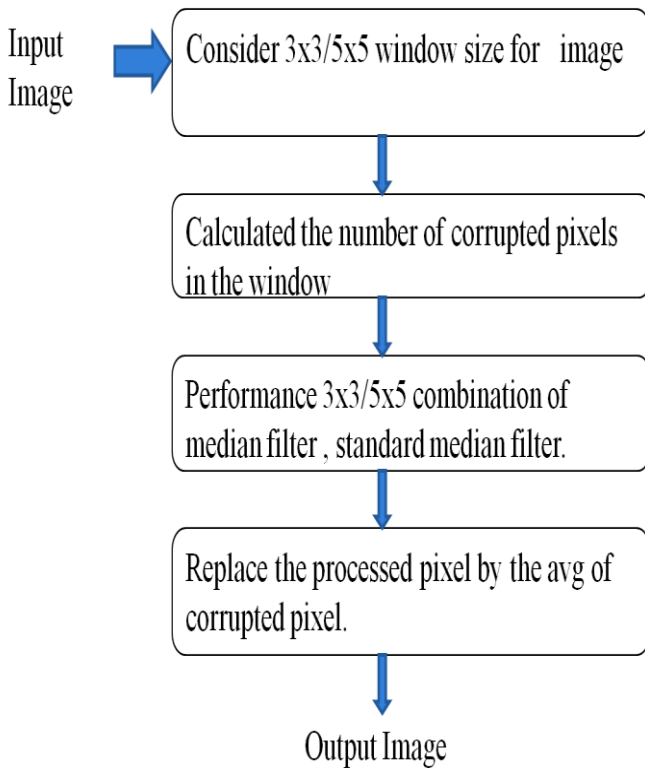 Input
Image
Consider 3x3/5x5 window size for image
Calculated the number of corrupted pixels
in the window
Performance 3x3/5x5 combination of
median filter , standard median filter.
Replace the processed pixel by the avg of
corrupted pixel.
Output Image